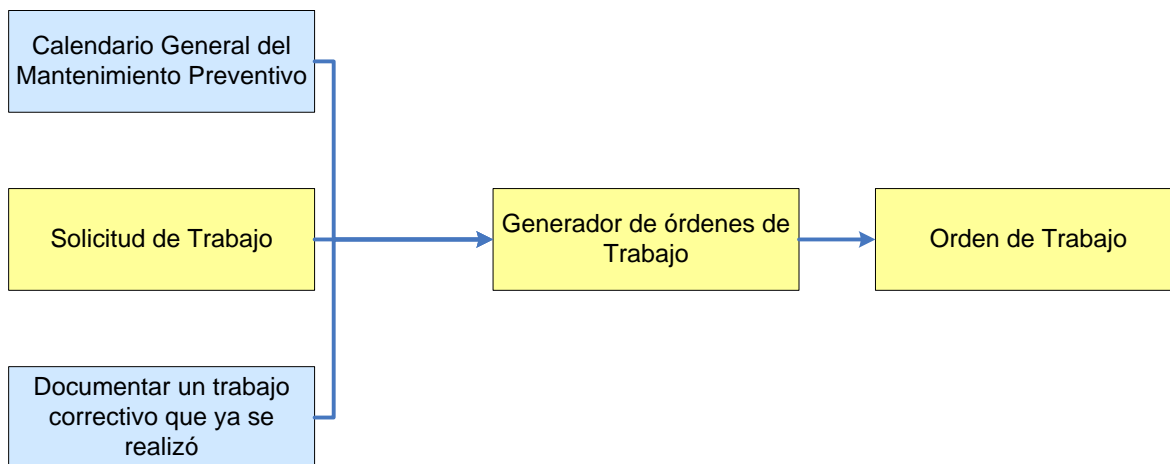 Calendario General del
Mantenimiento Preventivo
Solicitud de Trabajo
Generador de órdenes de
Trabajo
Orden de Trabajo
Documentar un trabajo
correctivo que ya se
realizó